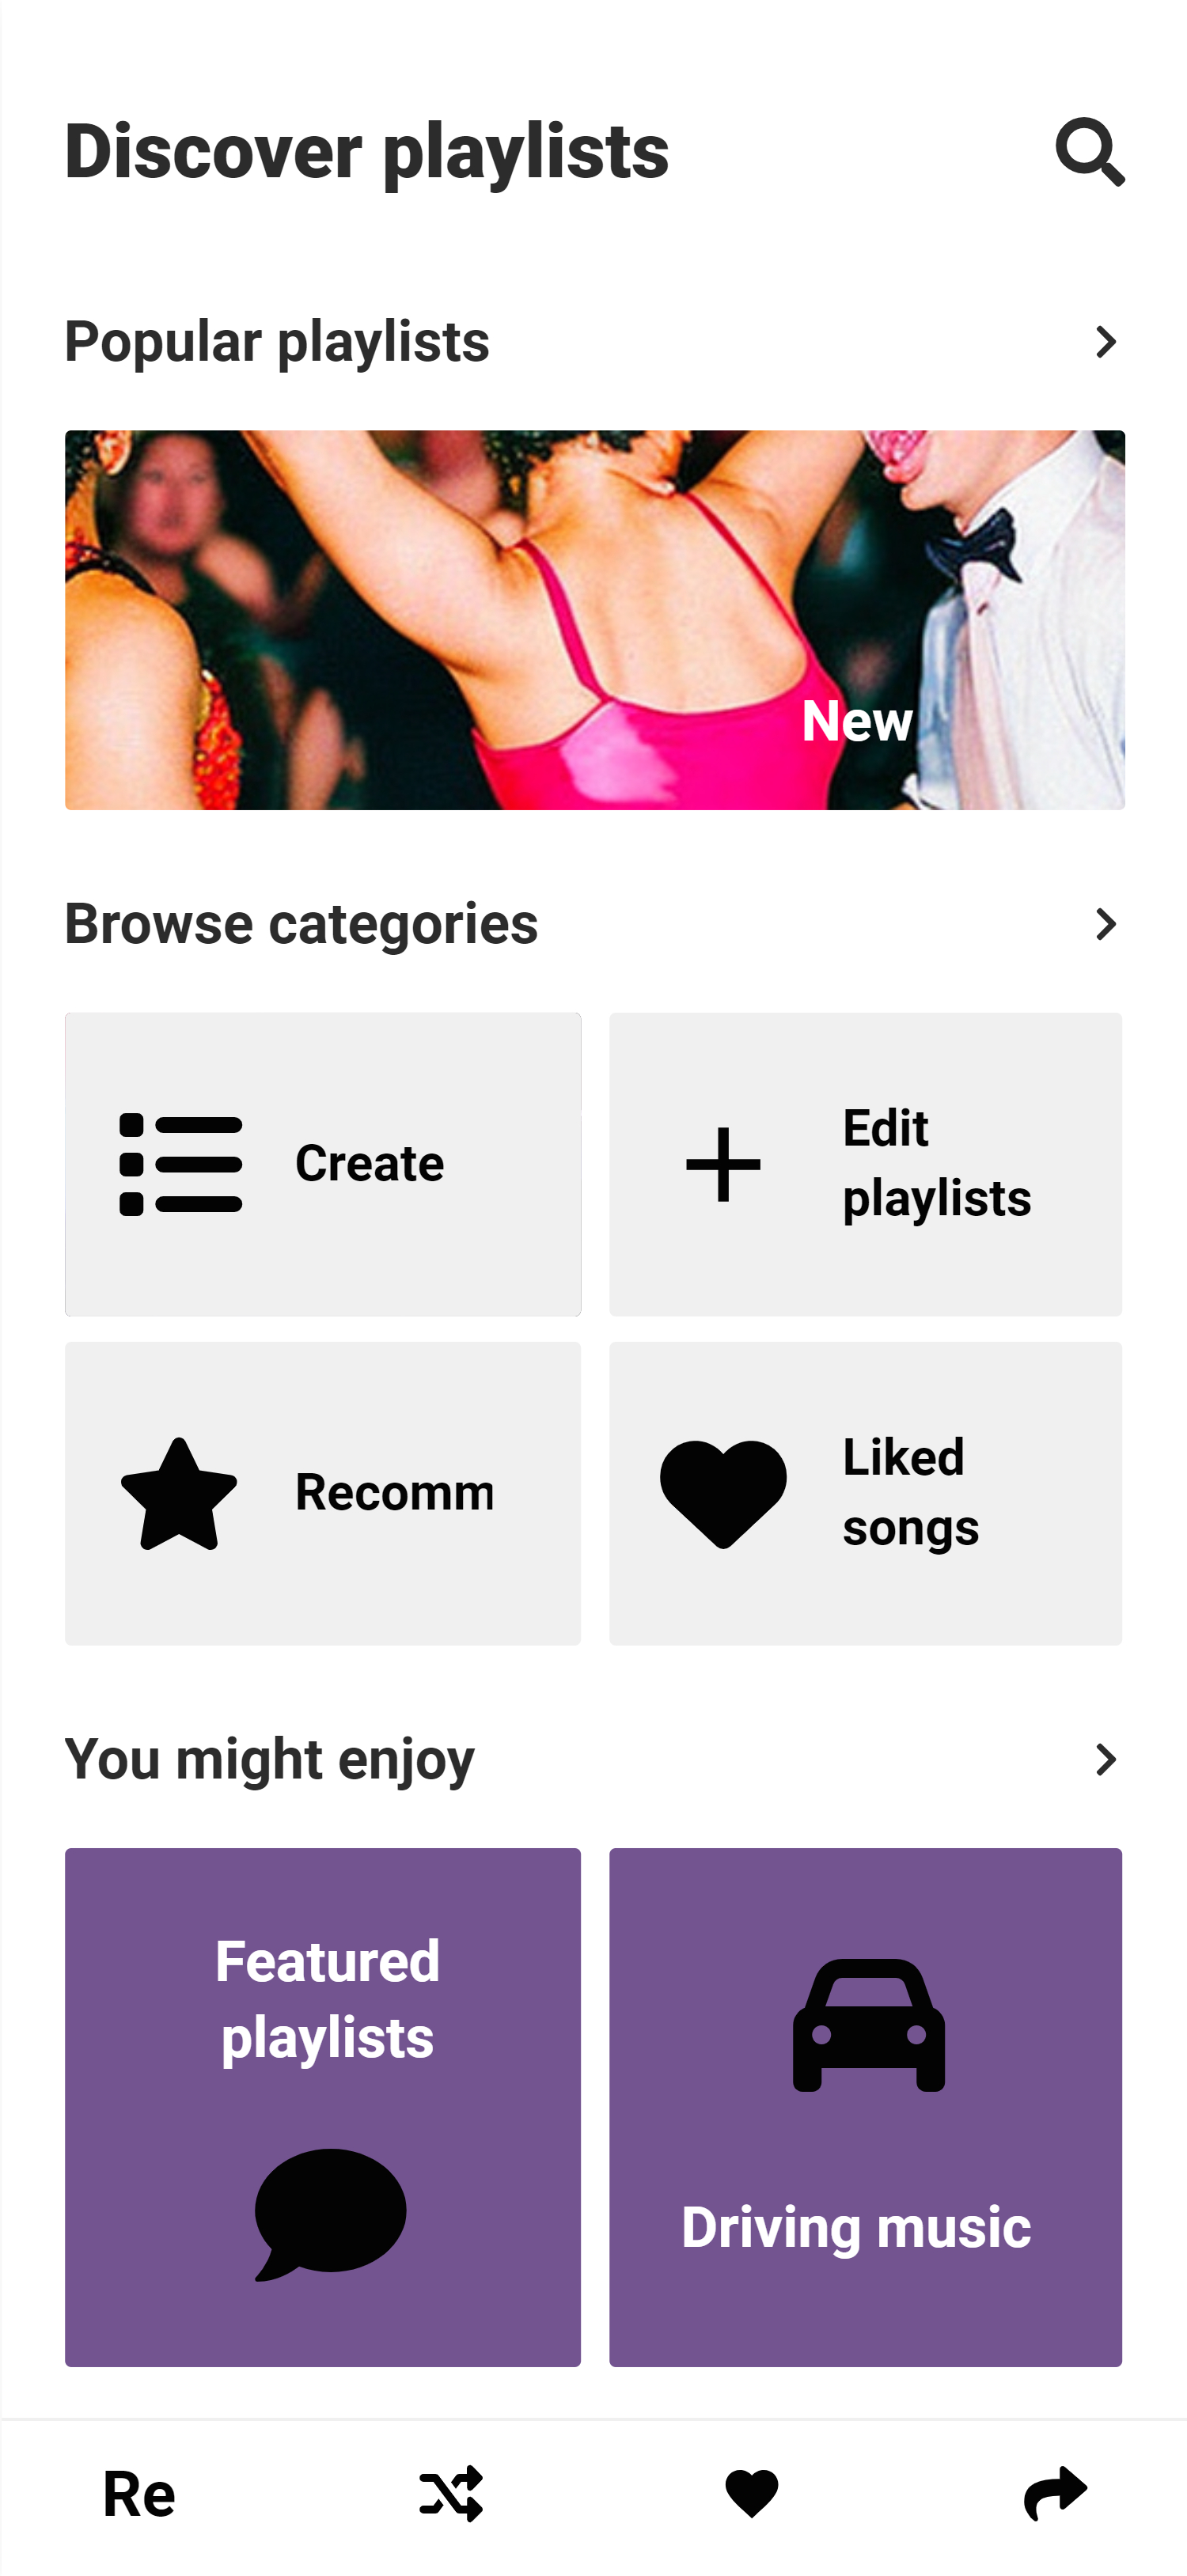 Discover playlists
Popular playlists
New
Browse categories
Create
Edit
playlists
Recomm
Liked
songs
You might enjoy
Featured
playlists
Driving music
Re